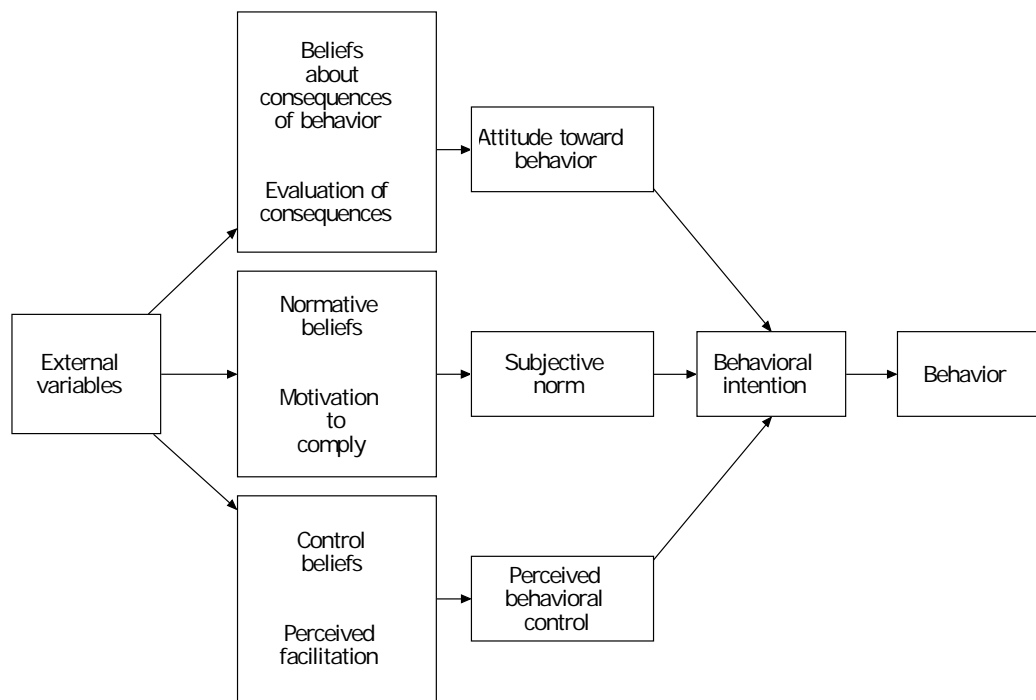 Beliefs
about
consequences
of behavior
Evaluation of
consequences
Attitude toward
behavior
Normative
beliefs
Motivation
to
comply
External
variables
Subjective
norm
Behavioral
intention
Behavior
Control
beliefs
Perceived
facilitation
Perceived
behavioral
control